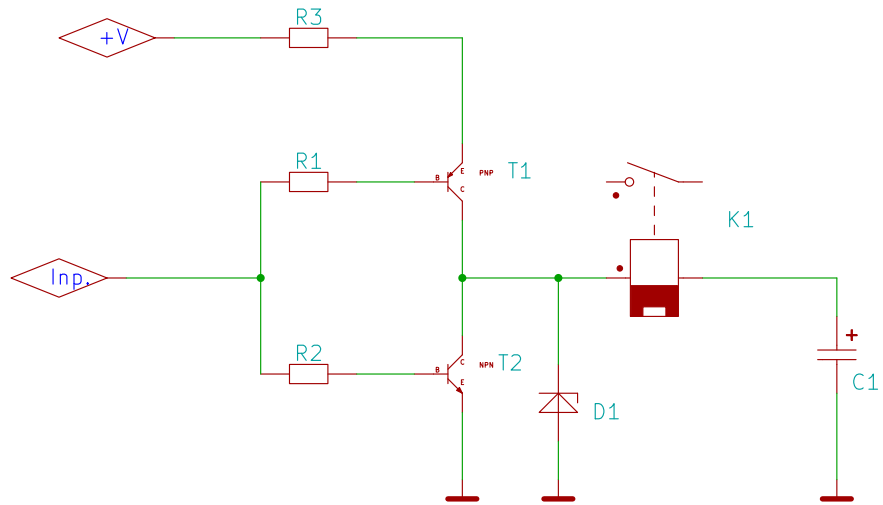 R3
+V
R1
E
B
PNP
T1
C
K1
Inp.
R2
C
B
NPN
T2
E
C1
D1
+